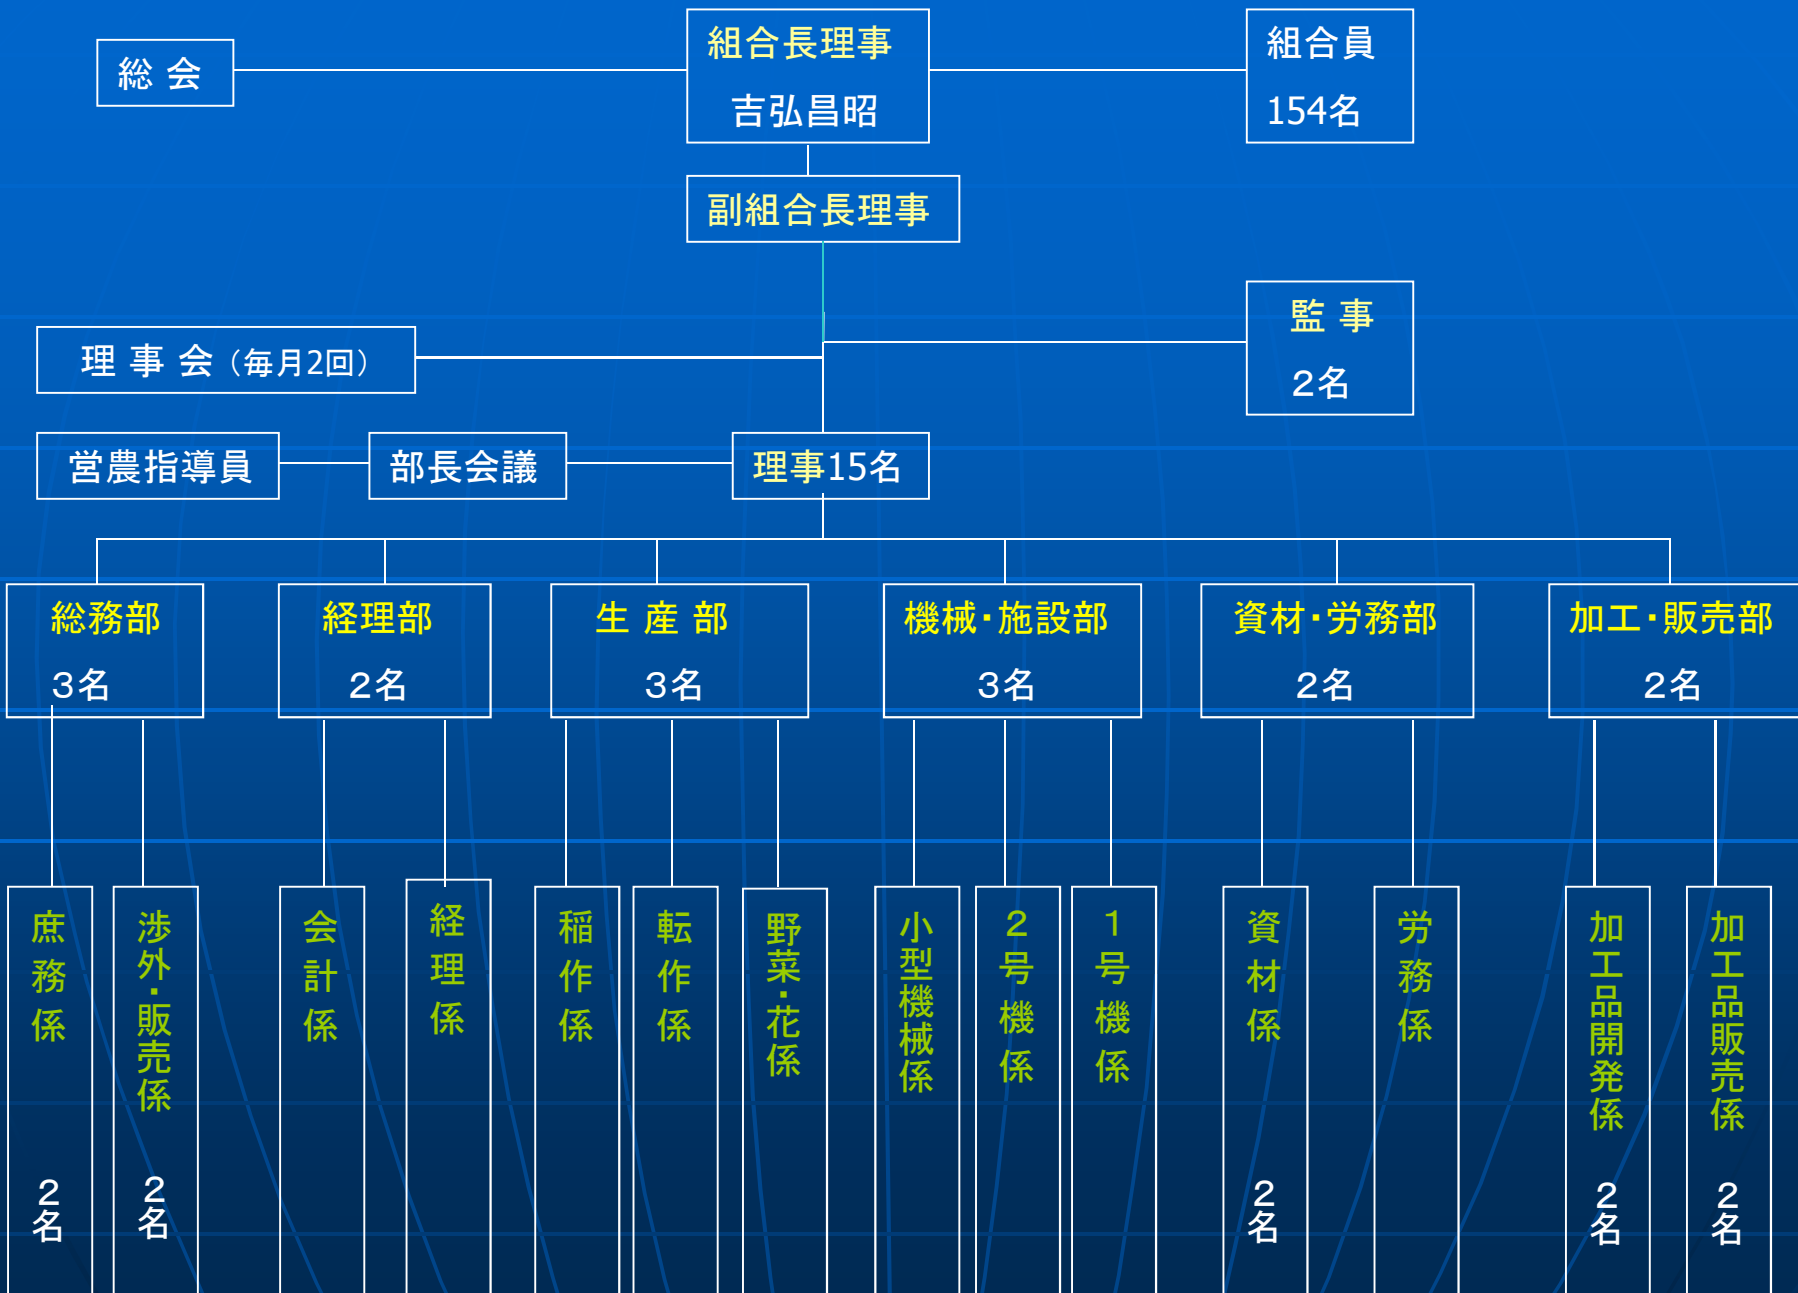 総 会
組合長理事
吉弘昌昭
組合員
154名
副組合長理事
監 事
２名
理 事 会（毎月2回）
営農指導員
部長会議
理事15名
総務部
３名
経理部
２名
生 産 部
３名
機械・施設部
３名
資材・労務部
２名
加工・販売部
２名
庶務係 ２名
渉外・販売係 ２名
会計係
経理係
稲作係
転作係
野菜・花係
小型機械係
２号機係
１号機係
資材係 ２名
労務係
加工品開発係 ２名
加工品販売係 ２名